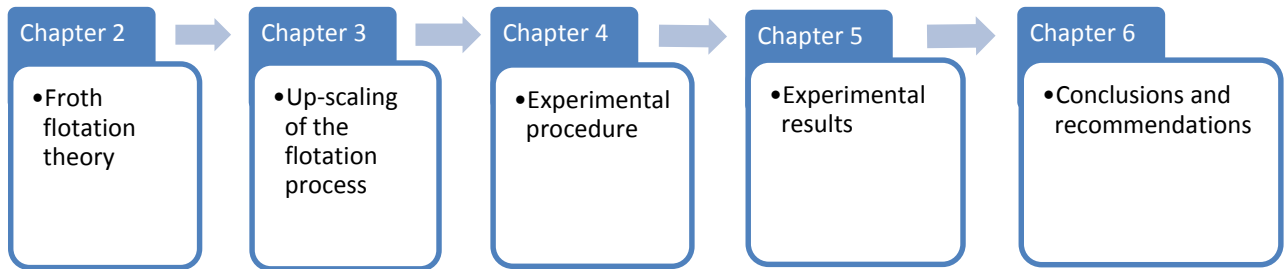 Chapter 2
•Froth
flotation
theory
Chapter 3
•Up-scaling
of the
flotation
process
Chapter 4
•Experimental
procedure
Chapter 5
•Experimental
results
Chapter 6
•Conclusions and
recommendations